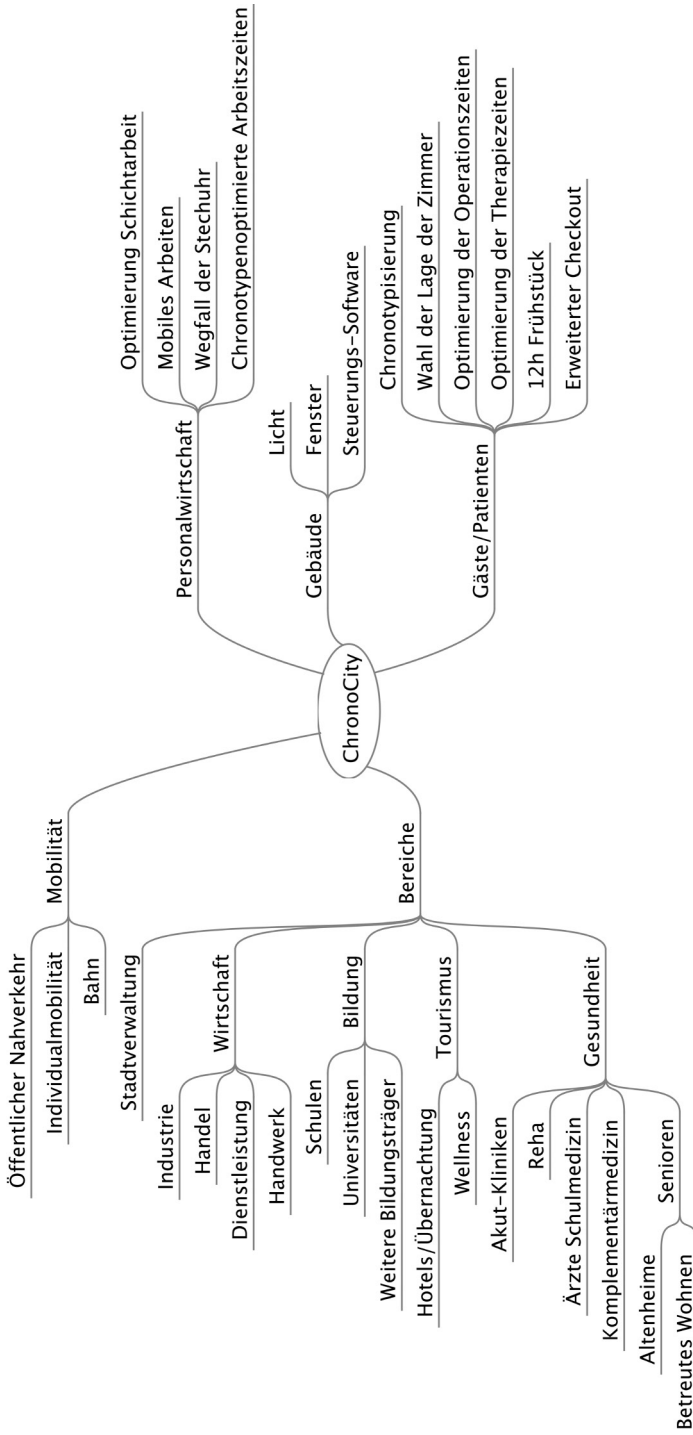 ChronoCity
Mobilität
Öffentlicher Nahverkehr
Individualmobilität
Bahn
Bereiche
Stadtverwaltung
Wirtschaft
Industrie
Handel
Dienstleistung
Handwerk
Bildung
Schulen
Universitäten
Weitere Bildungsträger
Tourismus
Hotels/Übernachtung
Wellness
Gesundheit
Akut-Kliniken
Reha
Ärzte Schulmedizin
Komplementärmedizin
Senioren
Altenheime
Betreutes Wohnen
Personalwirtschaft
Optimierung Schichtarbeit
Mobiles Arbeiten
Wegfall der Stechuhr
Chronotypenoptimierte Arbeitszeiten
Gebäude
Licht
Fenster
Steuerungs-Software
Gäste/Patienten
Chronotypisierung
Wahl der Lage der Zimmer
Optimierung der Operationszeiten
Optimierung der Therapiezeiten
12h Frühstück
Erweiterter Checkout